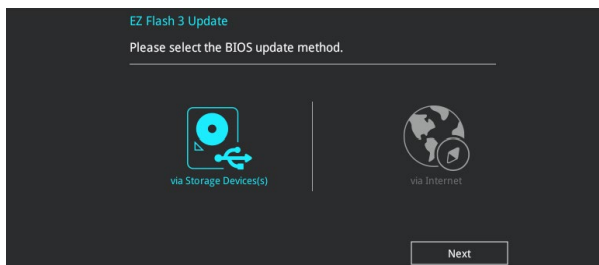 EZ Flash 3 Update
Please select the BIOS update method.
via Storage Devices(s)
via Internet
Next